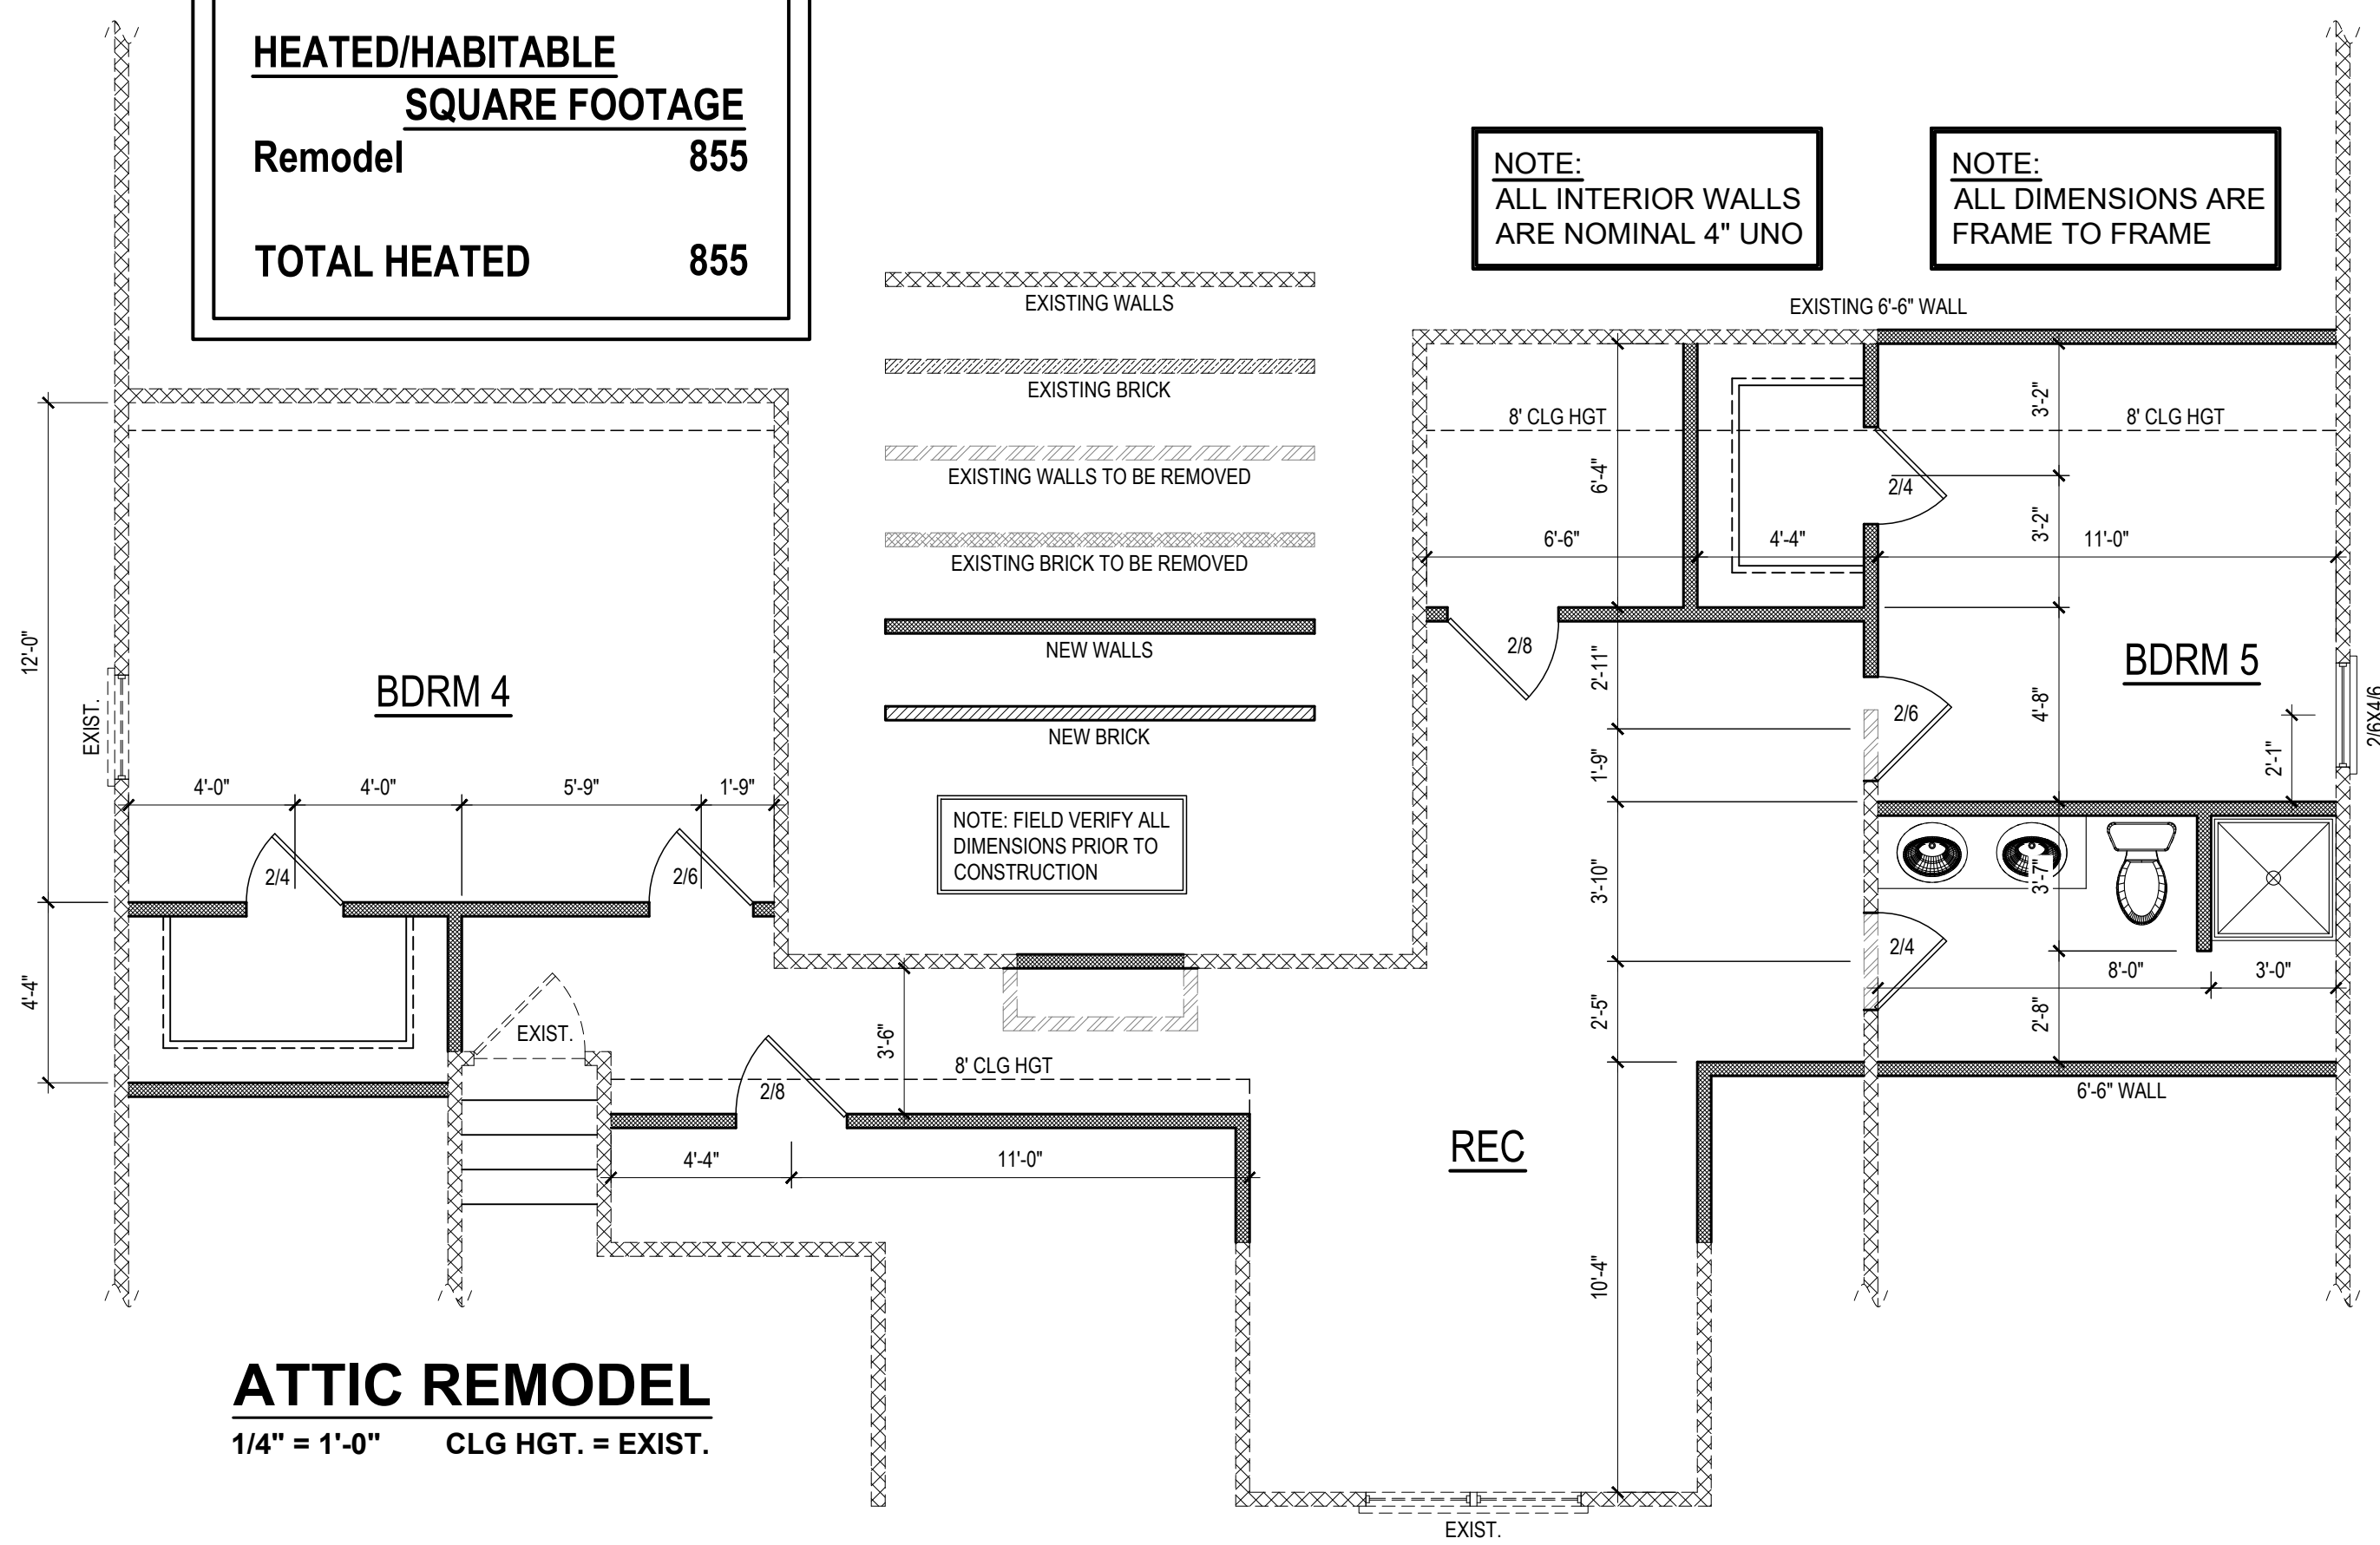 HEATED/HABITABLE
SQUARE FOOTAGE
Remodel 855
TOTAL HEATED 855
NOTE:
ALL INTERIOR WALLS
ARE NOMINAL 4" UNO
NOTE:
ALL DIMENSIONS ARE
FRAME TO FRAME
EXISTING WALLS
EXISTING BRICK
EXISTING WALLS TO BE REMOVED
EXISTING BRICK TO BE REMOVED
NEW WALLS
NEW BRICK
NOTE: FIELD VERIFY ALL
DIMENSIONS PRIOR TO
CONSTRUCTION
12'-0"
4'-4"
EXIST.
BDRM 4
4'-0"
4'-0"
5'-9"
1'-9"
2/4
2/6
EXIST.
3'-6"
8' CLG HGT
2/8
4'-4"
11'-0"
EXISTING 6'-6" WALL
8' CLG HGT
8' CLG HGT
6'-4"
3'-2"
2/4
3'-2"
6'-6"
4'-4"
11'-0"
2/8
2'-11"
BDRM 5
4'-8"
2/6
2/6X4/6
2'-1"
1'-9"
3'-10"
3'-7"
2/4
8'-0"
3'-0"
2'-5"
2'-8"
6'-6" WALL
REC
10'-4"
EXIST.
ATTIC REMODEL
1/4" = 1'-0" CLG HGT. = EXIST.